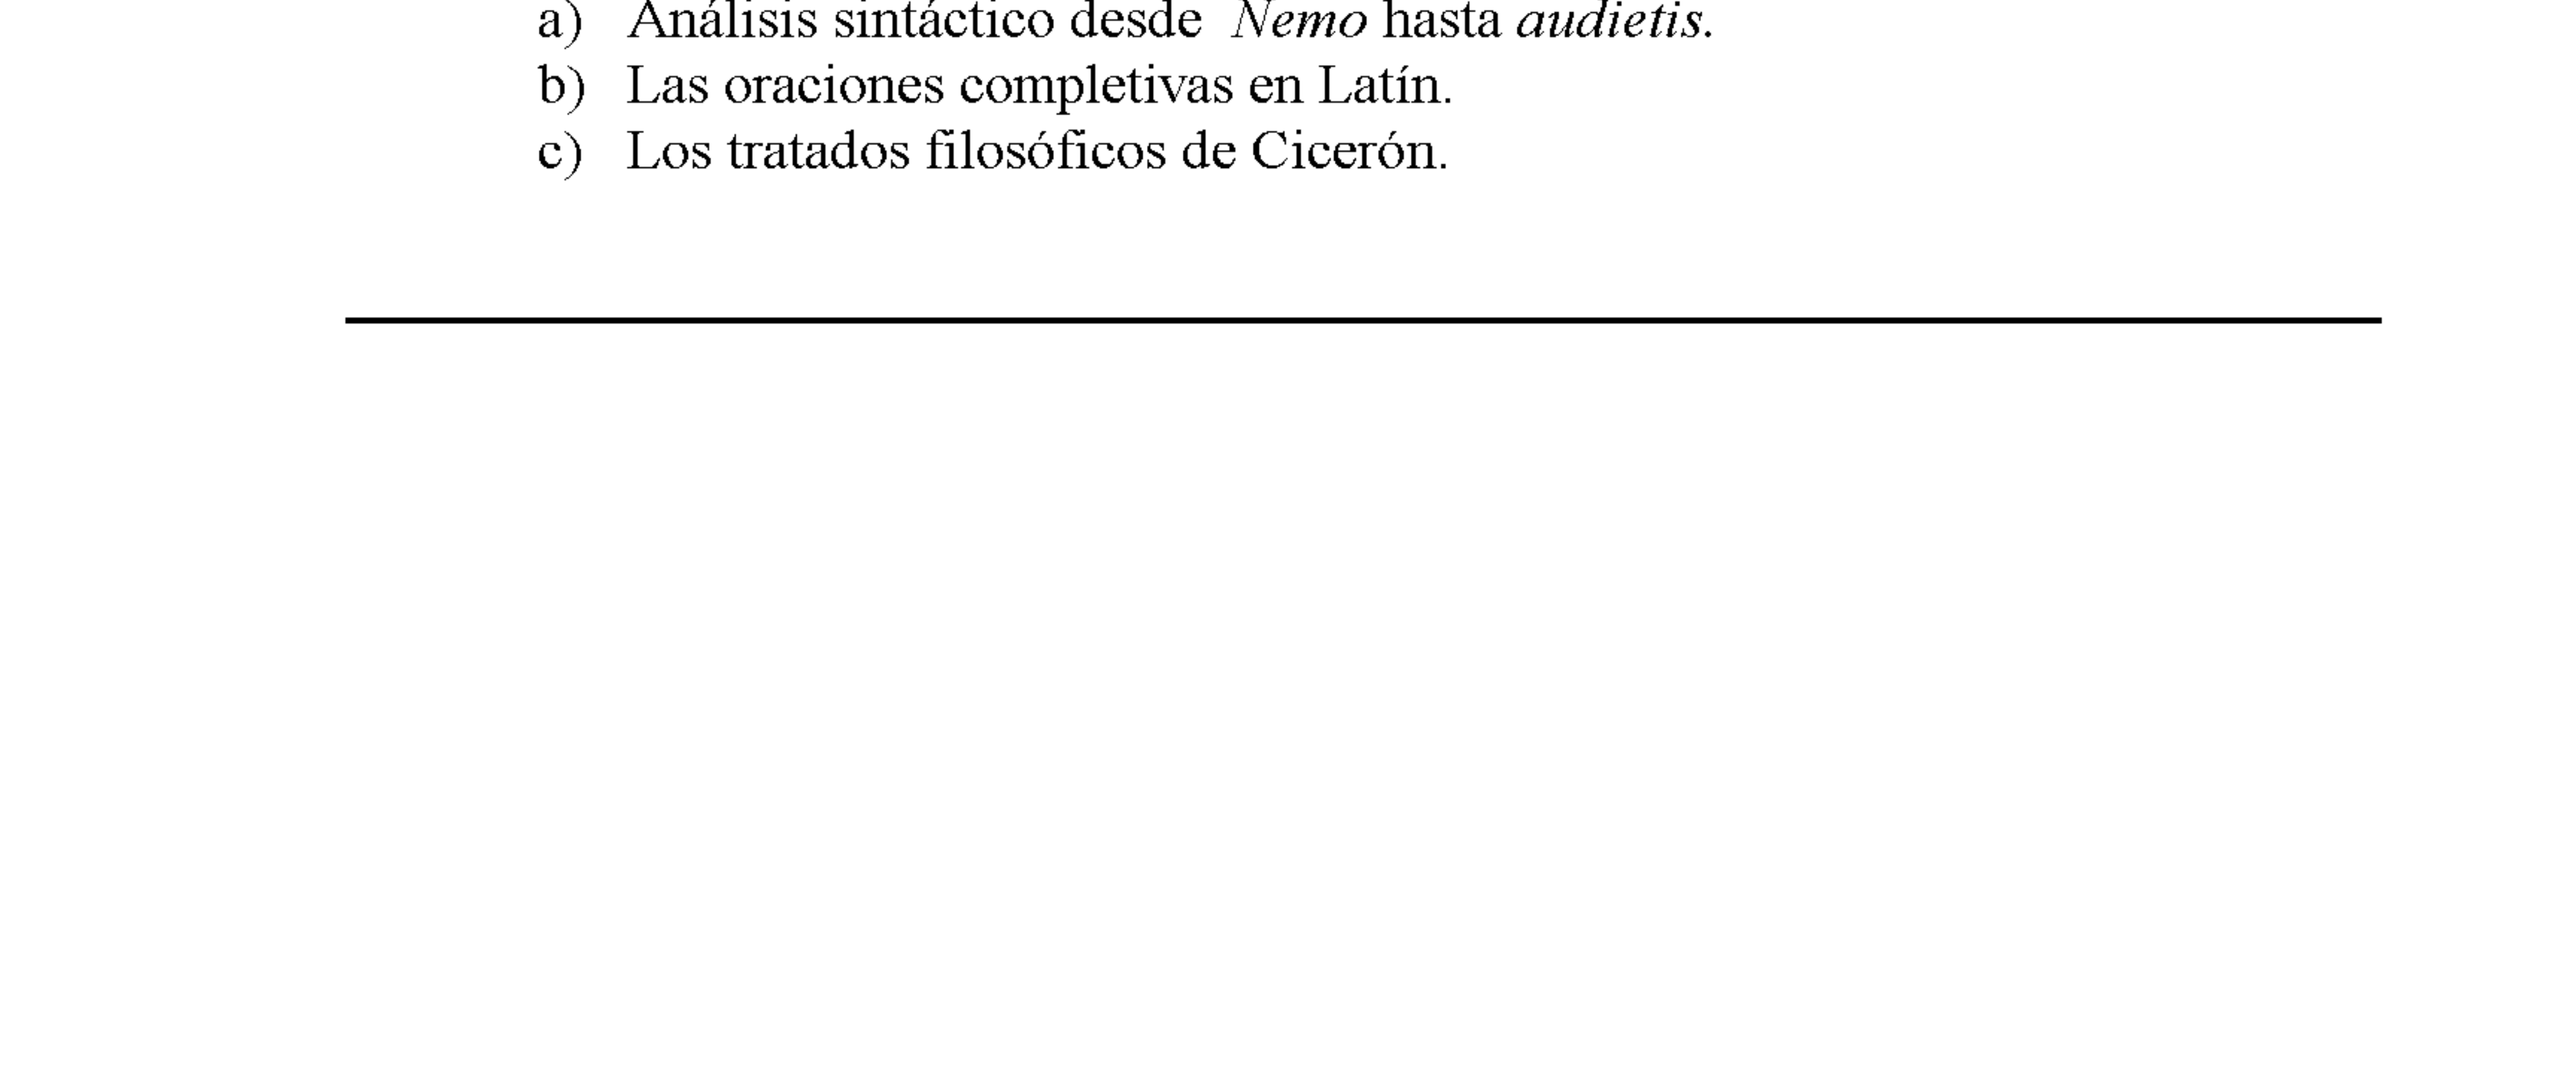 a) Análisis sintáctico desde Nemo hasta audietis.
b) Las oraciones completivas en Latín.
c) Los tratados filosóficos de Cicerón.